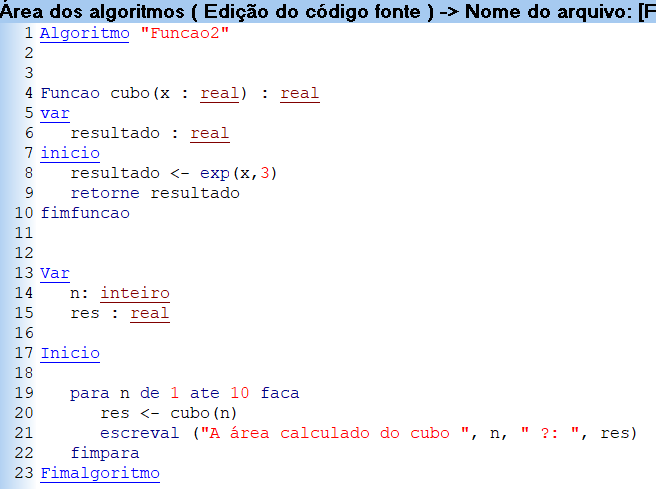 Área dos algoritmos ( Edição do código fonte ) -> Nome do arquivo: [F
1 Algoritmo "Funcao2"
2
3
4 Funcao cubo(x : real) : real
5 var
6    resultado : real
7 inicio
8    resultado <- exp(x,3)
9    retorne resultado
10 fimfuncao
11
12
13 Var
14    n: inteiro
15    res : real
16
17 Inicio
18
19    para n de 1 ate 10 faca
20       res <- cubo(n)
21       escreval ("A área calculado do cubo ", n, " ?: ", res)
22    fimpara
23 Fimalgoritmo